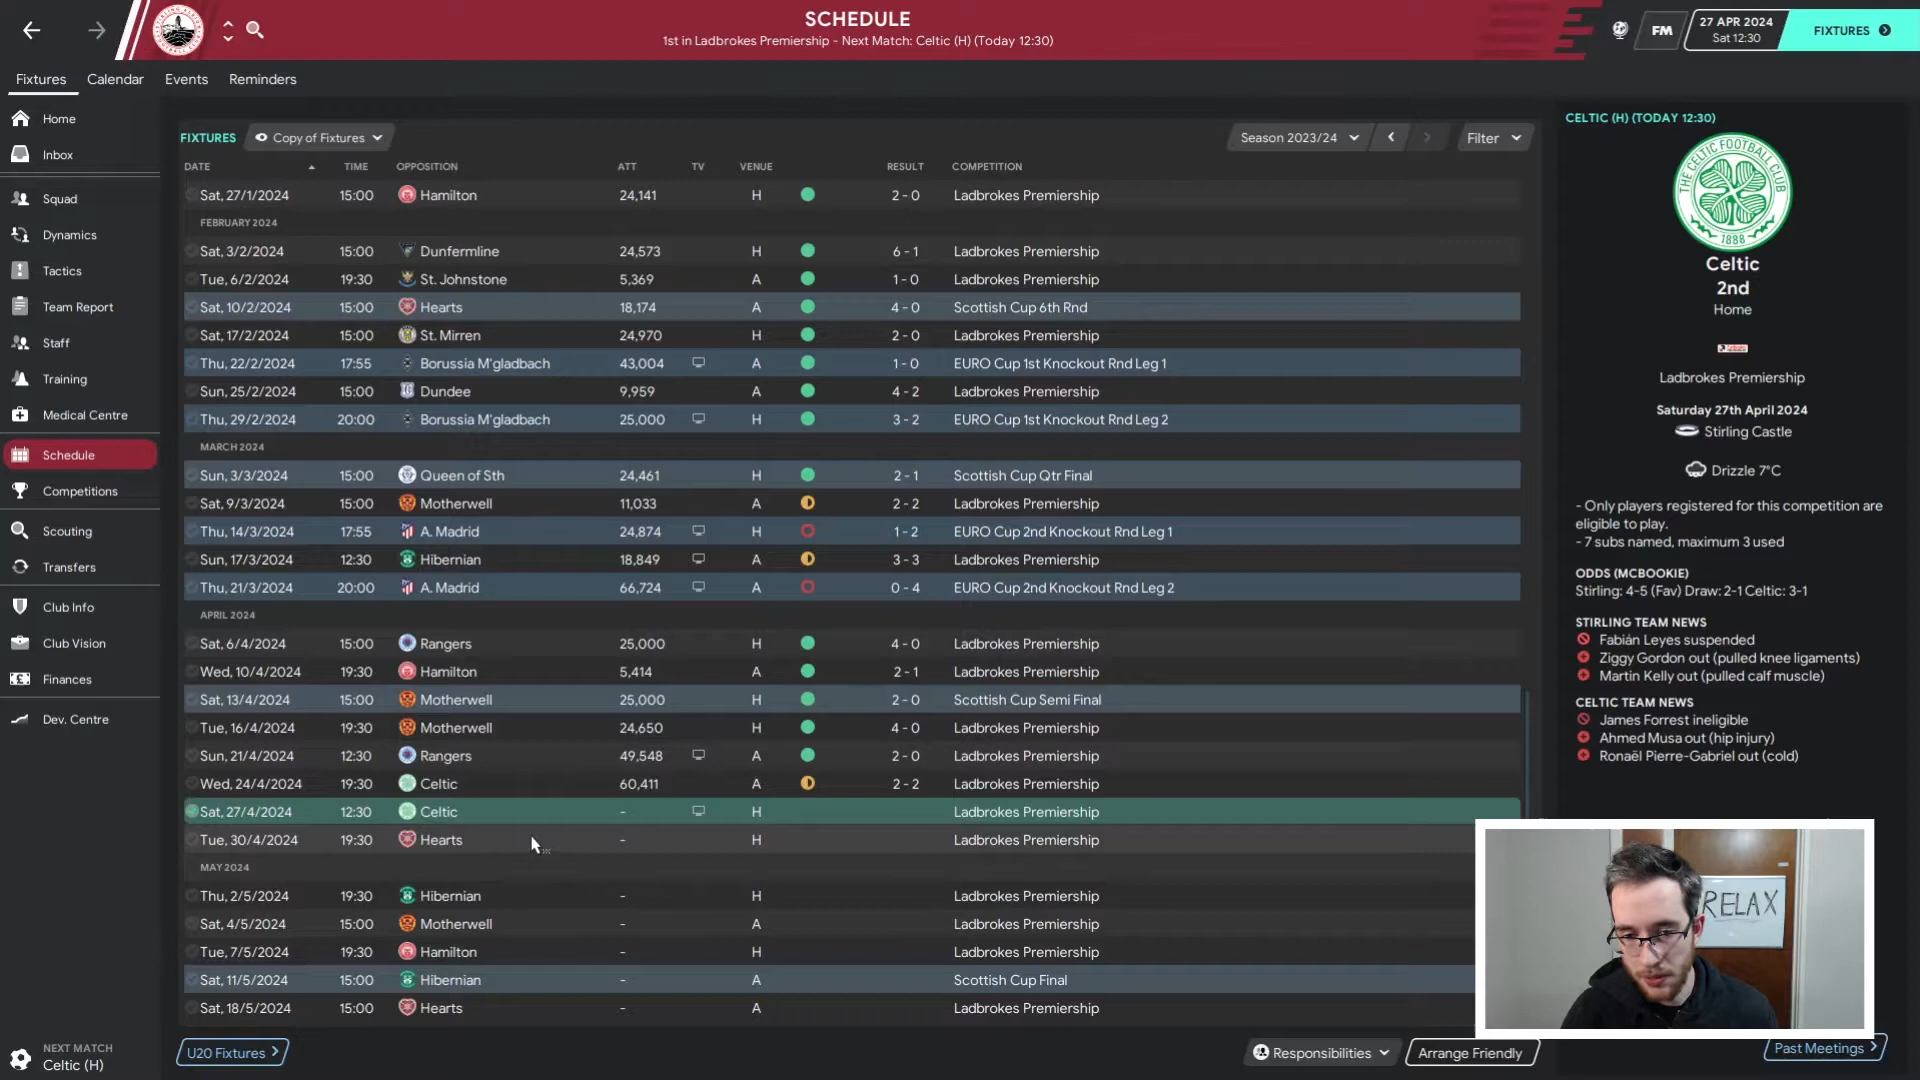 SCHEDULE
1st in Ladbrokes Premiership - Next Match: Celtic (H) (Today 12:30)
FM
27 APR 2024
Sat 12:30
FIXTURES
Fixtures
Calendar
Events
Reminders
Home
Inbox
Squad
Dynamics
Tactics
Team Report
Staff
Training
Medical Centre
Schedule
Competitions
Scouting
Transfers
Club Info
Club Vision
Finances
Dev. Centre
NEXT MATCH
Celtic (H)
FIXTURES Copy of Fixtures Season 2023/24 Filter
DATE TIME OPPOSITION ATT TV VENUE RESULT COMPETITION
Sat, 27/1/2024 15:00 Hamilton 24,141 H 2 - 0 Ladbrokes Premiership
FEBRUARY 2024
Sat, 3/2/2024 15:00 Dunfermline 24,573 H 6 - 1 Ladbrokes Premiership
Tue, 6/2/2024 19:30 St. Johnstone 5,369 A 1 - 0 Ladbrokes Premiership
Sat, 10/2/2024 15:00 Hearts 18,174 A 4 - 0 Scottish Cup 6th Rnd
Sat, 17/2/2024 15:00 St. Mirren 24,970 H 2 - 0 Ladbrokes Premiership
Thu, 22/2/2024 17:55 Borussia M'gladbach 43,004 A 1 - 0 EURO Cup 1st Knockout Rnd Leg 1
Sun, 25/2/2024 15:00 Dundee 9,959 A 4 - 2 Ladbrokes Premiership
Thu, 29/2/2024 20:00 Borussia M'gladbach 25,000 H 3 - 2 EURO Cup 1st Knockout Rnd Leg 2
MARCH 2024
Sun, 3/3/2024 15:00 Queen of Sth 24,461 H 2 - 1 Scottish Cup Qtr Final
Sat, 9/3/2024 15:00 Motherwell 11,033 A 2 - 2 Ladbrokes Premiership
Thu, 14/3/2024 17:55 A. Madrid 24,874 H 1 - 2 EURO Cup 2nd Knockout Rnd Leg 1
Sun, 17/3/2024 12:30 Hibernian 18,849 A 3 - 3 Ladbrokes Premiership
Thu, 21/3/2024 20:00 A. Madrid 66,724 A 0 - 4 EURO Cup 2nd Knockout Rnd Leg 2
APRIL 2024
Sat, 6/4/2024 15:00 Rangers 25,000 H 4 - 0 Ladbrokes Premiership
Wed, 10/4/2024 19:30 Hamilton 5,414 A 2 - 1 Ladbrokes Premiership
Sat, 13/4/2024 15:00 Motherwell 25,000 H 2 - 0 Scottish Cup Semi Final
Tue, 16/4/2024 19:30 Motherwell 24,650 H 4 - 0 Ladbrokes Premiership
Sun, 21/4/2024 12:30 Rangers 49,548 A 2 - 0 Ladbrokes Premiership
Wed, 24/4/2024 19:30 Celtic 60,411 A 2 - 2 Ladbrokes Premiership
Sat, 27/4/2024 12:30 Celtic - H Ladbrokes Premiership
Tue, 30/4/2024 19:30 Hearts - H Ladbrokes Premiership
MAY 2024
Thu, 2/5/2024 19:30 Hibernian - H Ladbrokes Premiership
Sat, 4/5/2024 15:00 Motherwell - A Ladbrokes Premiership
Tue, 7/5/2024 19:30 Hamilton - H Ladbrokes Premiership
Sat, 11/5/2024 15:00 Hibernian - A Scottish Cup Final
Sat, 18/5/2024 15:00 Hearts - A Ladbrokes Premiership
U20 Fixtures
Responsibilities
Arrange Friendly
CELTIC (H) (TODAY 12:30)
THE CELTIC FOOTBALL CLUB
1888
Celtic
2nd
Home
Ladbrokes Premiership
Saturday 27th April 2024
Stirling Castle
Drizzle 7°C
- Only players registered for this competition are
eligible to play.
- 7 subs named, maximum 3 used
ODDS (MCBOOKIE)
Stirling: 4-5 (Fav) Draw: 2-1 Celtic: 3-1
STIRLING TEAM NEWS
Fabián Leyes suspended
Ziggy Gordon out (pulled knee ligaments)
Martin Kelly out (pulled calf muscle)
CELTIC TEAM NEWS
James Forrest ineligible
Ahmed Musa out (hip injury)
Ronaël Pierre-Gabriel out (cold)
RELAX
Past Meetings